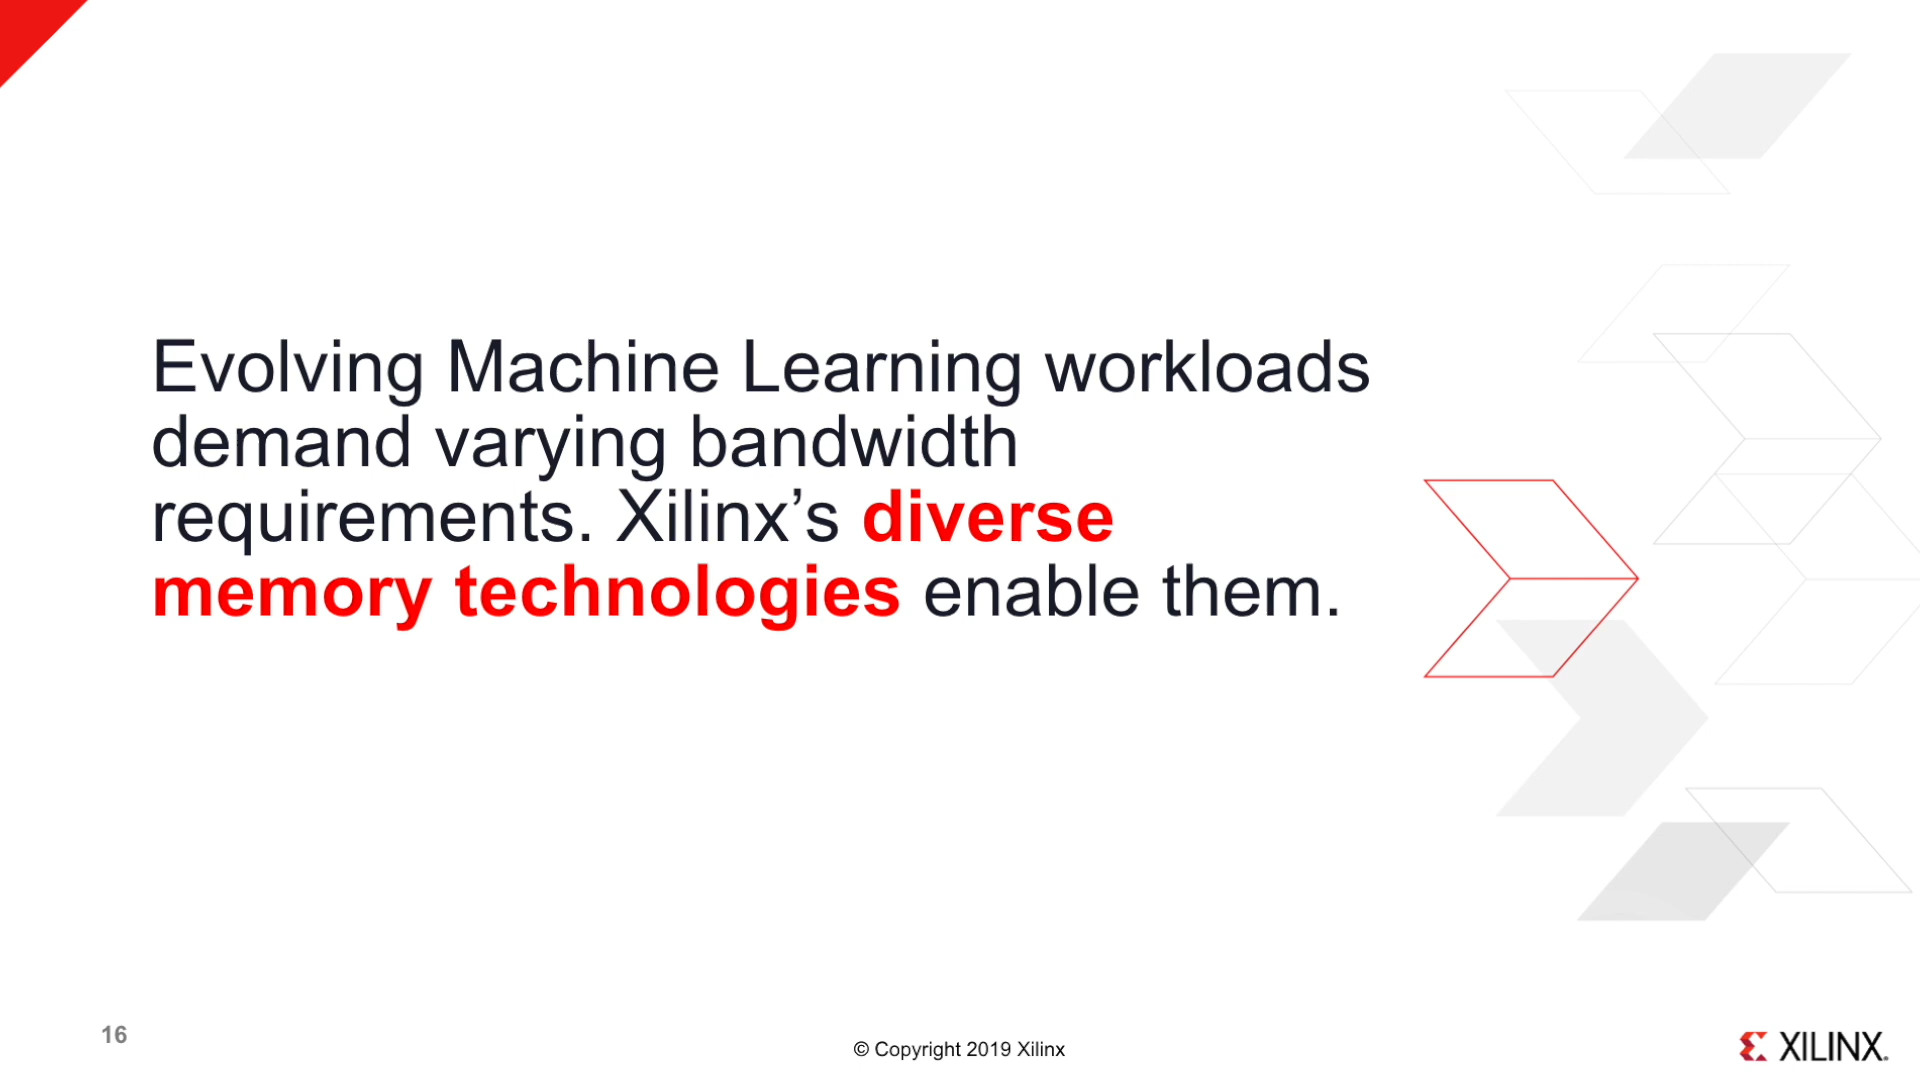 Evolving Machine Learning workloads
demand varying bandwidth
requirements. Xilinx’s diverse
memory technologies enable them.
16
© Copyright 2019 Xilinx
XILINX.